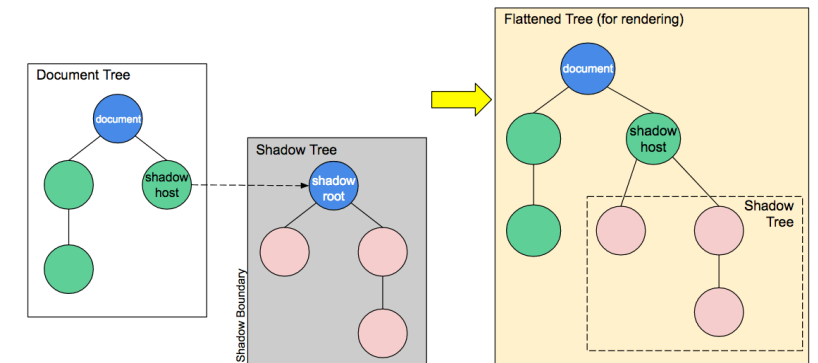 Document Tree
document
shadow
host
Shadow Tree
shadow
root
Shadow Boundary
Flattened Tree (for rendering)
document
shadow
host
Shadow
Tree